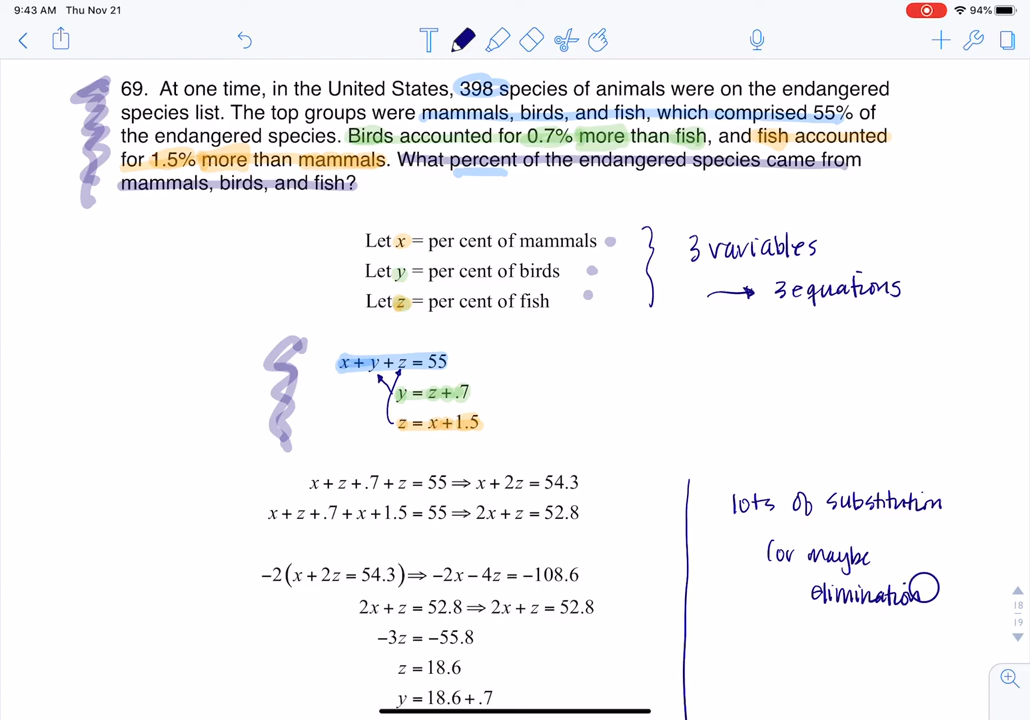 9:43 AM Thu Nov 21
94%
69. At one time, in the United States, 398 species of animals were on the endangered
species list. The top groups were mammals, birds, and fish, which comprised 55% of
the endangered species. Birds accounted for 0.7% more than fish, and fish accounted
for 1.5% more than mammals. What percent of the endangered species came from
mammals, birds, and fish?
Let x = per cent of mammals
Let y = per cent of birds
Let z = per cent of fish
3 variables
→ 3 equations
x + y + z = 55
y = z + .7
z = x + 1.5
x + z + .7 + z = 55 ⇒ x + 2z = 54.3
x + z + .7 + x + 1.5 = 55 ⇒ 2x + z = 52.8
−2(x + 2z = 54.3) ⇒ −2x − 4z = −108.6
2x + z = 52.8 ⇒ 2x + z = 52.8
−3z = −55.8
z = 18.6
y = 18.6 + .7
lots of substitution
(or maybe
elimination
18
19